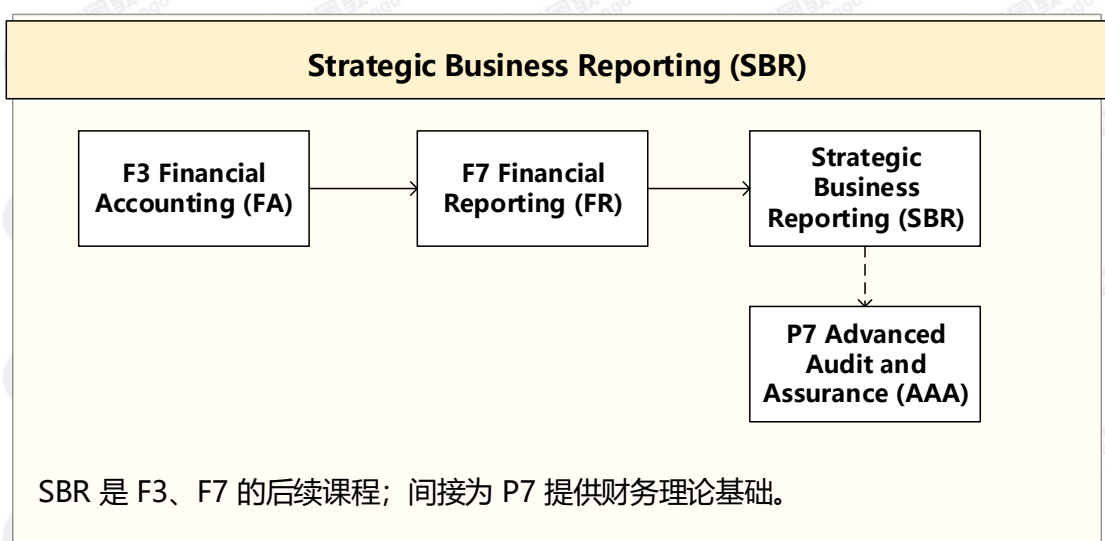 Strategic Business Reporting (SBR)
F3 Financial
Accounting (FA)
F7 Financial
Reporting (FR)
Strategic
Business
Reporting (SBR)
P7 Advanced
Audit and
Assurance (AAA)
SBR 是 F3、F7 的后续课程；间接为 P7 提供财务理论基础。